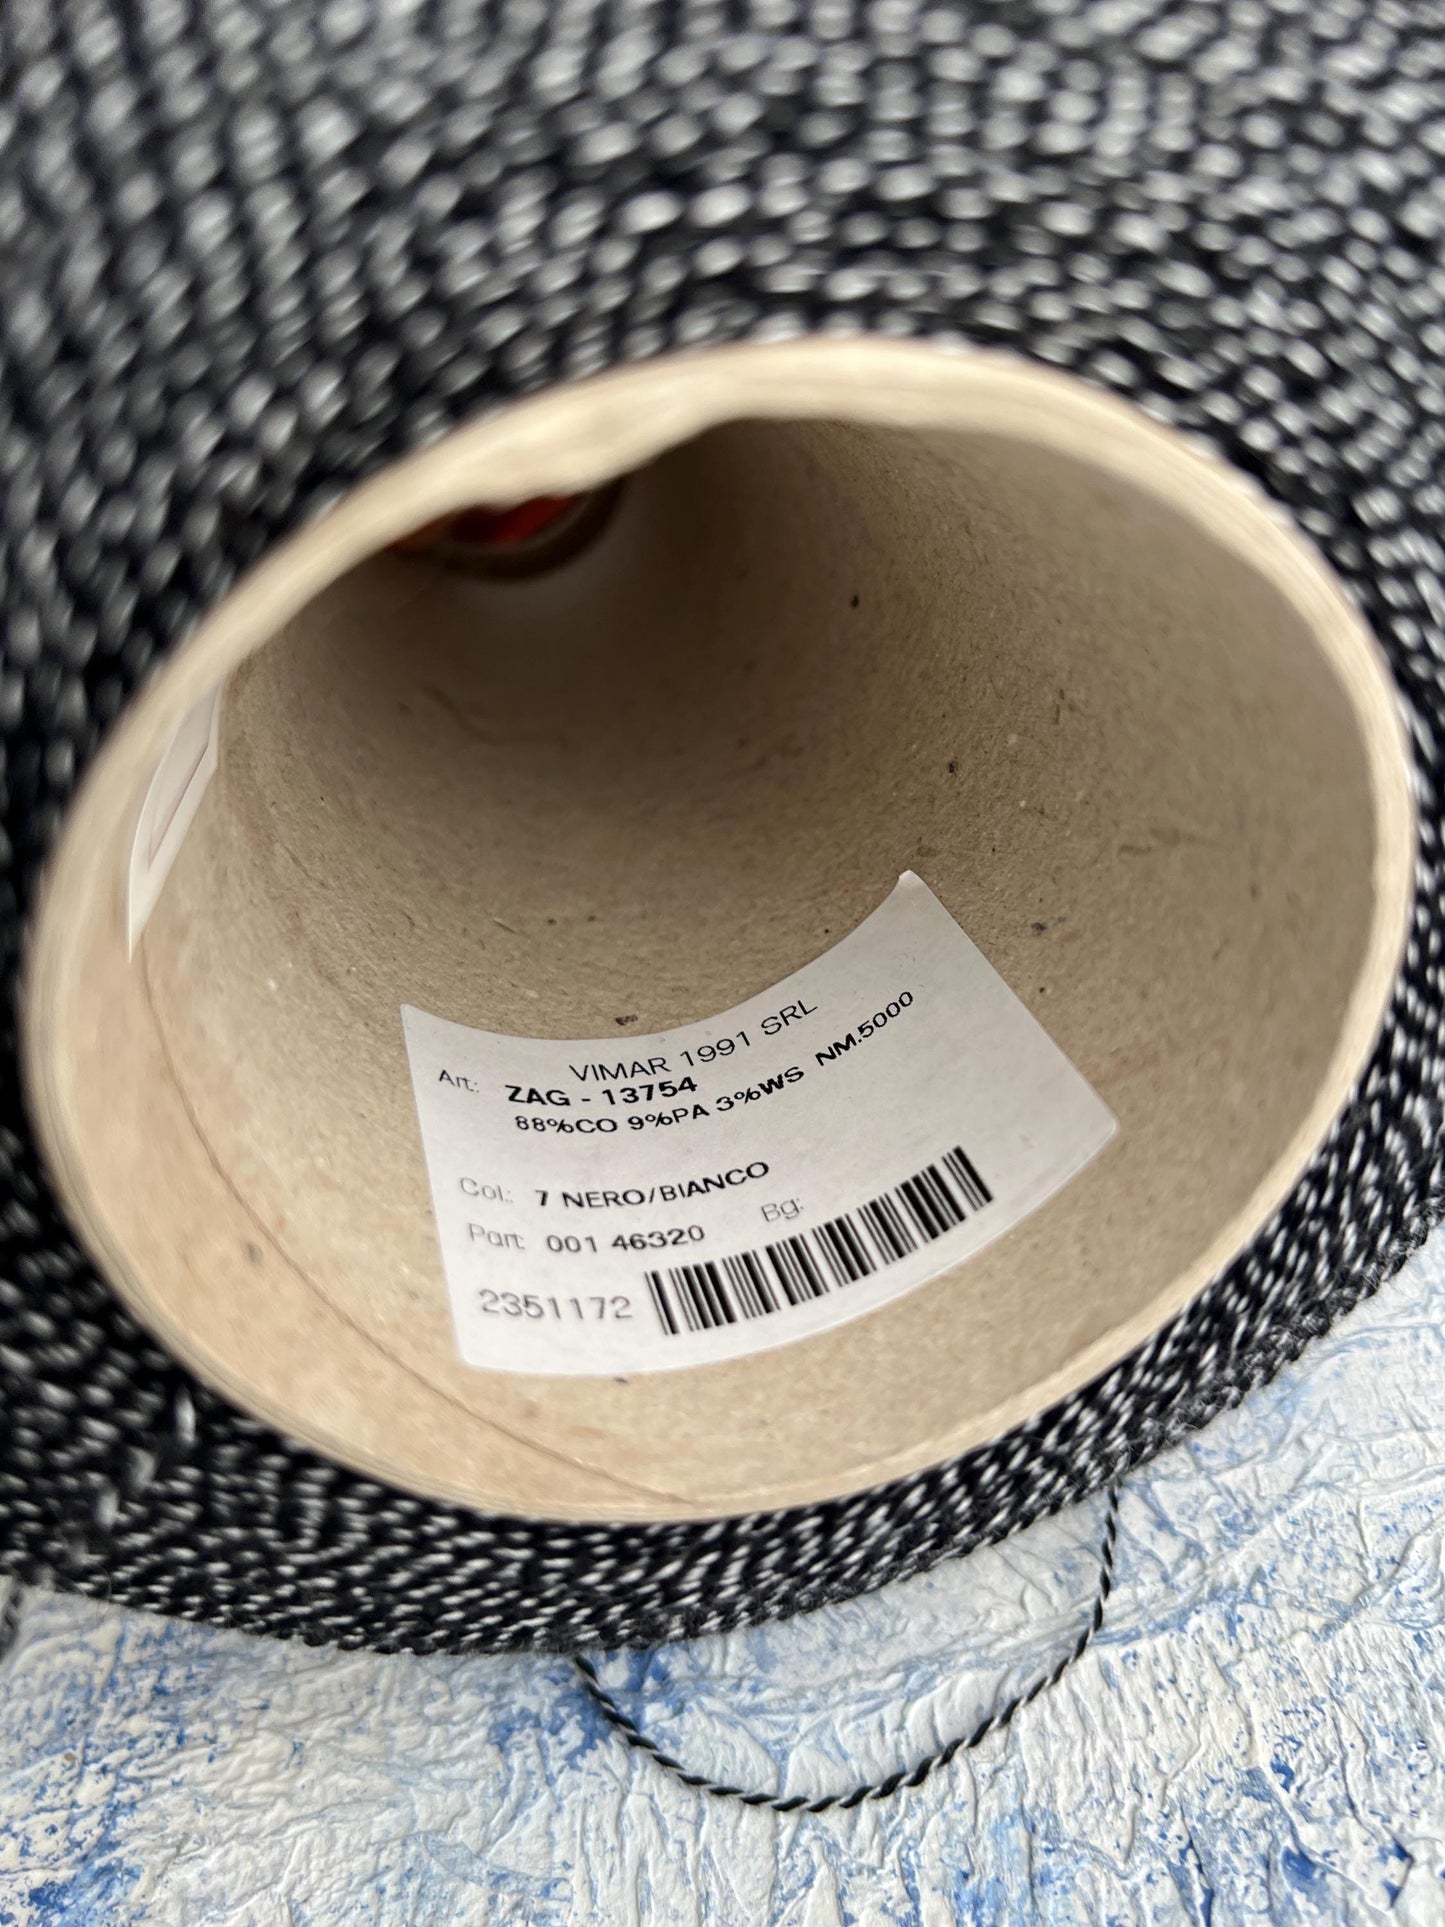 VIMAR 1991 SRL
Art.: ZAG - 13754
88%CO 9%PA 3%WS NM.5000
Col.: 7 NERO/BIANCO
Part: 001 46320 Bg:
2351172